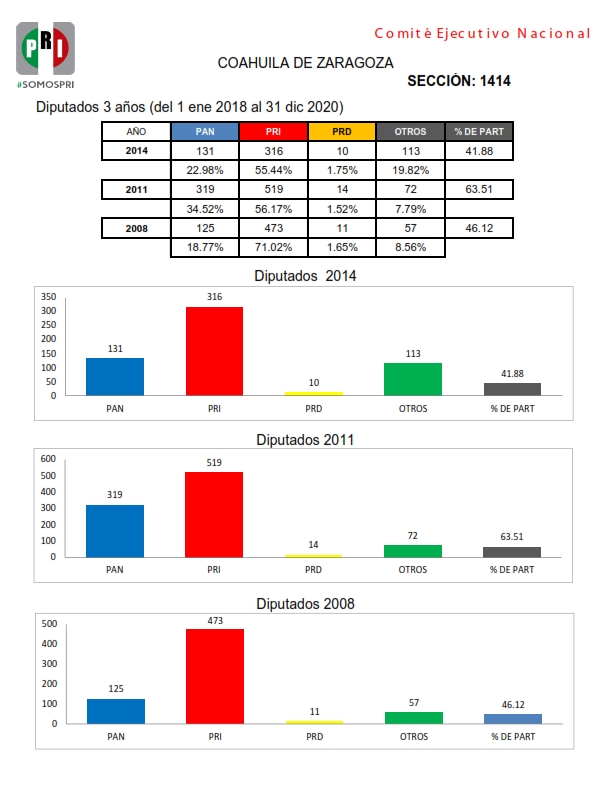 Comité Ejecutivo Nacional
PRI
#SOMOSPRI
COAHUILA DE ZARAGOZA
SECCIÓN: 1414
Diputados 3 años (del 1 ene 2018 al 31 dic 2020)
AÑO PAN PRI PRD OTROS % DE PART
2014 131 316 10 113 41.88
22.98% 55.44% 1.75% 19.82%
2011 319 519 14 72 63.51
34.52% 56.17% 1.52% 7.79%
2008 125 473 11 57 46.12
18.77% 71.02% 1.65% 8.56%
Diputados 2014
350
300
250
200
150
100
50
0
131 316 10 113 41.88
PAN PRI PRD OTROS % DE PART
Diputados 2011
600
500
400
300
200
100
0
319 519 14 72 63.51
PAN PRI PRD OTROS % DE PART
Diputados 2008
500
400
300
200
100
0
125 473 11 57 46.12
PAN PRI PRD OTROS % DE PART